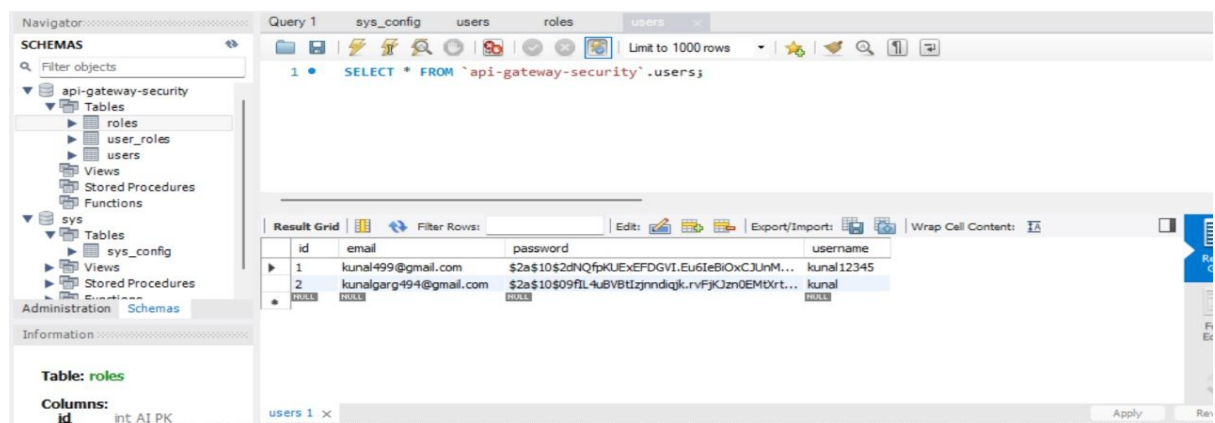 Navigator
Query 1 sys_config users roles users
SCHEMAS
Limit to 1000 rows
Filter objects
1 SELECT * FROM `api-gateway-security`.users;
api-gateway-security
Tables
roles
user_roles
users
Views
Stored Procedures
Functions
sys
Tables
sys_config
Views
Stored Procedures
Functions
Administration Schemas
Information
Table: roles
Columns:
id int AI PK
Result Grid Filter Rows: Edit: Export/Import: Wrap Cell Content:
id email password username
1 kunal499@gmail.com $2a$10$2dNQfpKUExEFDGVI.Eu6IeBiOxCJUnM... kunal12345
2 kunalgarg494@gmail.com $2a$10$09fIL4uBVBtIzjnndiqjk.rvFjKJzn0EMtXrt... kunal
NULL NULL NULL NULL
users 1
Apply